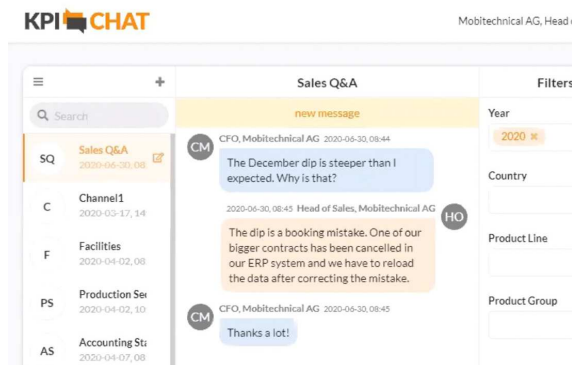 KPI CHAT
Mobitechnical AG, Head
Sales Q&A
Filters
Search
new message
Year
2020 ×
SQ
Sales Q&A
2020-06-30, 08:
CM
CFO, Mobitechnical AG 2020-06-30, 08:44
The December dip is steeper than I
expected. Why is that?
Country
C
Channel1
2020-03-17, 14
2020-06-30, 08:45 Head of Sales, Mobitechnical AG
HO
The dip is a booking mistake. One of our
bigger contracts has been cancelled in
our ERP system and we have to reload
the data after correcting the mistake.
Product Line
F
Facilities
2020-04-02, 08
PS
Production Se
2020-04-02, 10
Product Group
CM
CFO, Mobitechnical AG 2020-06-30, 08:45
Thanks a lot!
AS
Accounting Sta
2020-04-07, 08